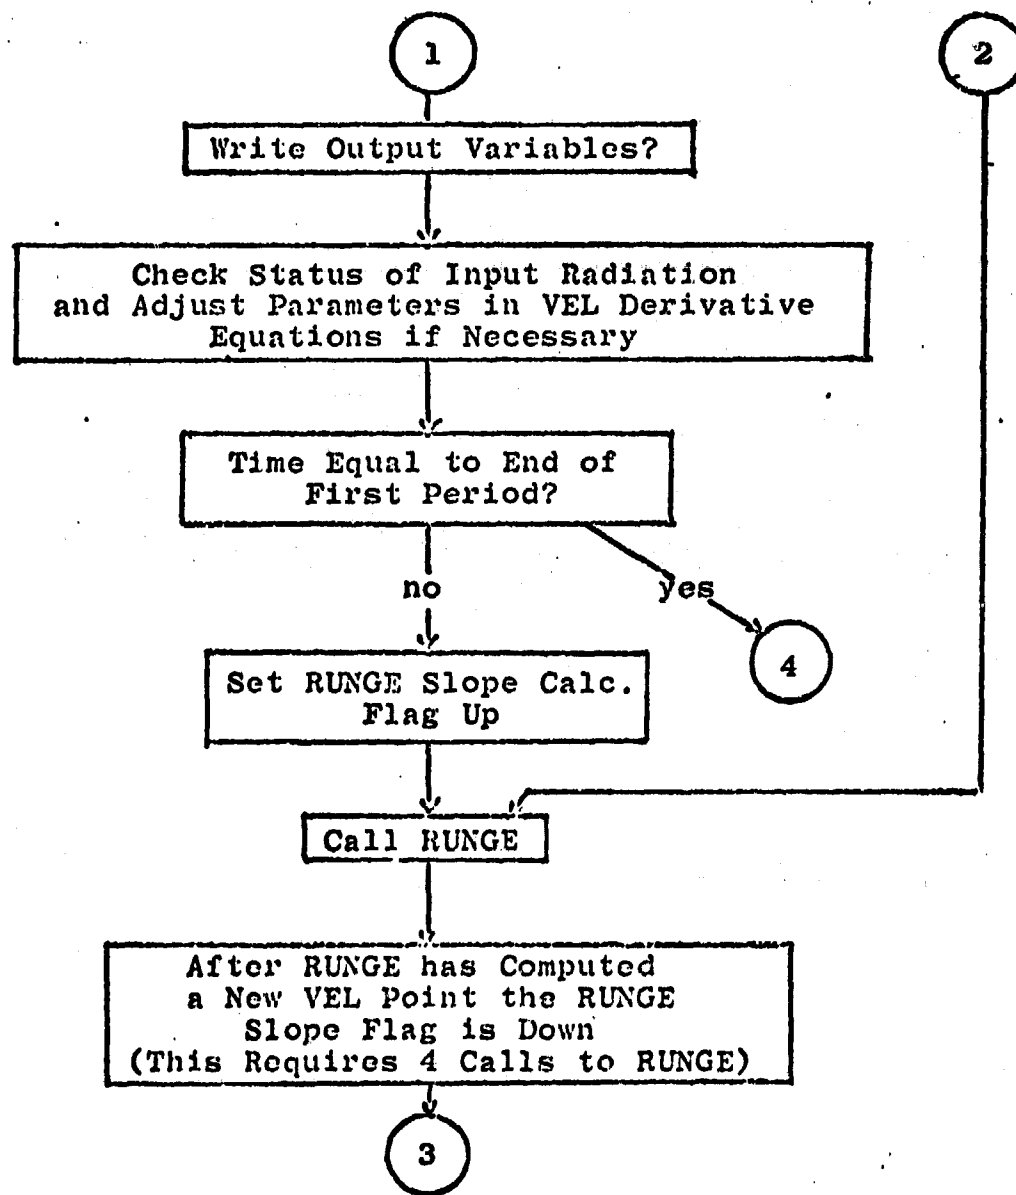 1
2
Write Output Variables?
Check Status of Input Radiation
and Adjust Parameters in VEL Derivative
Equations if Necessary
Time Equal to End of
First Period?
no
yes
4
Set RUNGE Slope Calc.
Flag Up
Call RUNGE
After RUNGE has Computed
a New VEL Point the RUNGE
Slope Flag is Down
(This Requires 4 Calls to RUNGE)
3